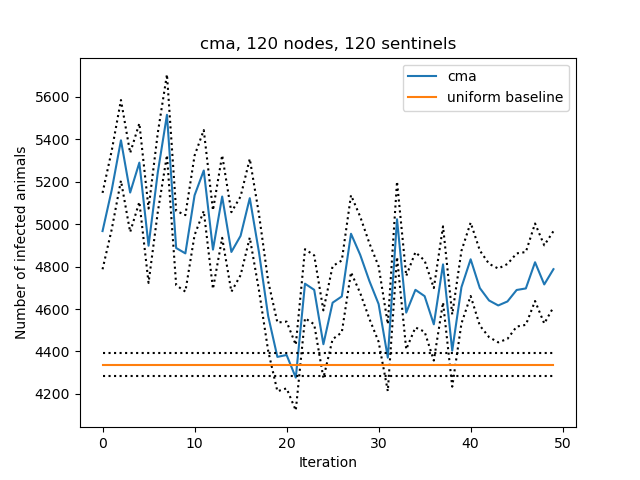 cma, 120 nodes, 120 sentinels
cma
uniform baseline
Number of infected animals
5600
5400
5200
5000
4800
4600
4400
4200
0 10 20 30 40 50
Iteration